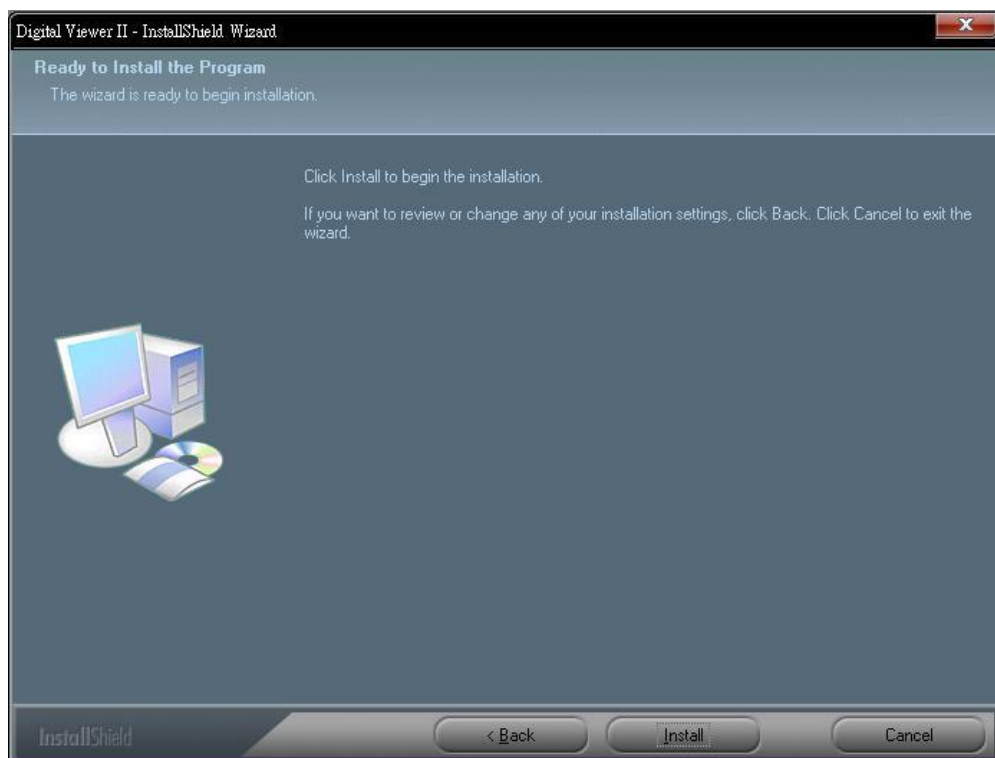 Digital Viewer II - InstallShield Wizard
X
Ready to Install the Program
The wizard is ready to begin installation.
Click Install to begin the installation.
If you want to review or change any of your installation settings, click Back. Click Cancel to exit the
wizard.
InstallShield
< Back
Install
Cancel